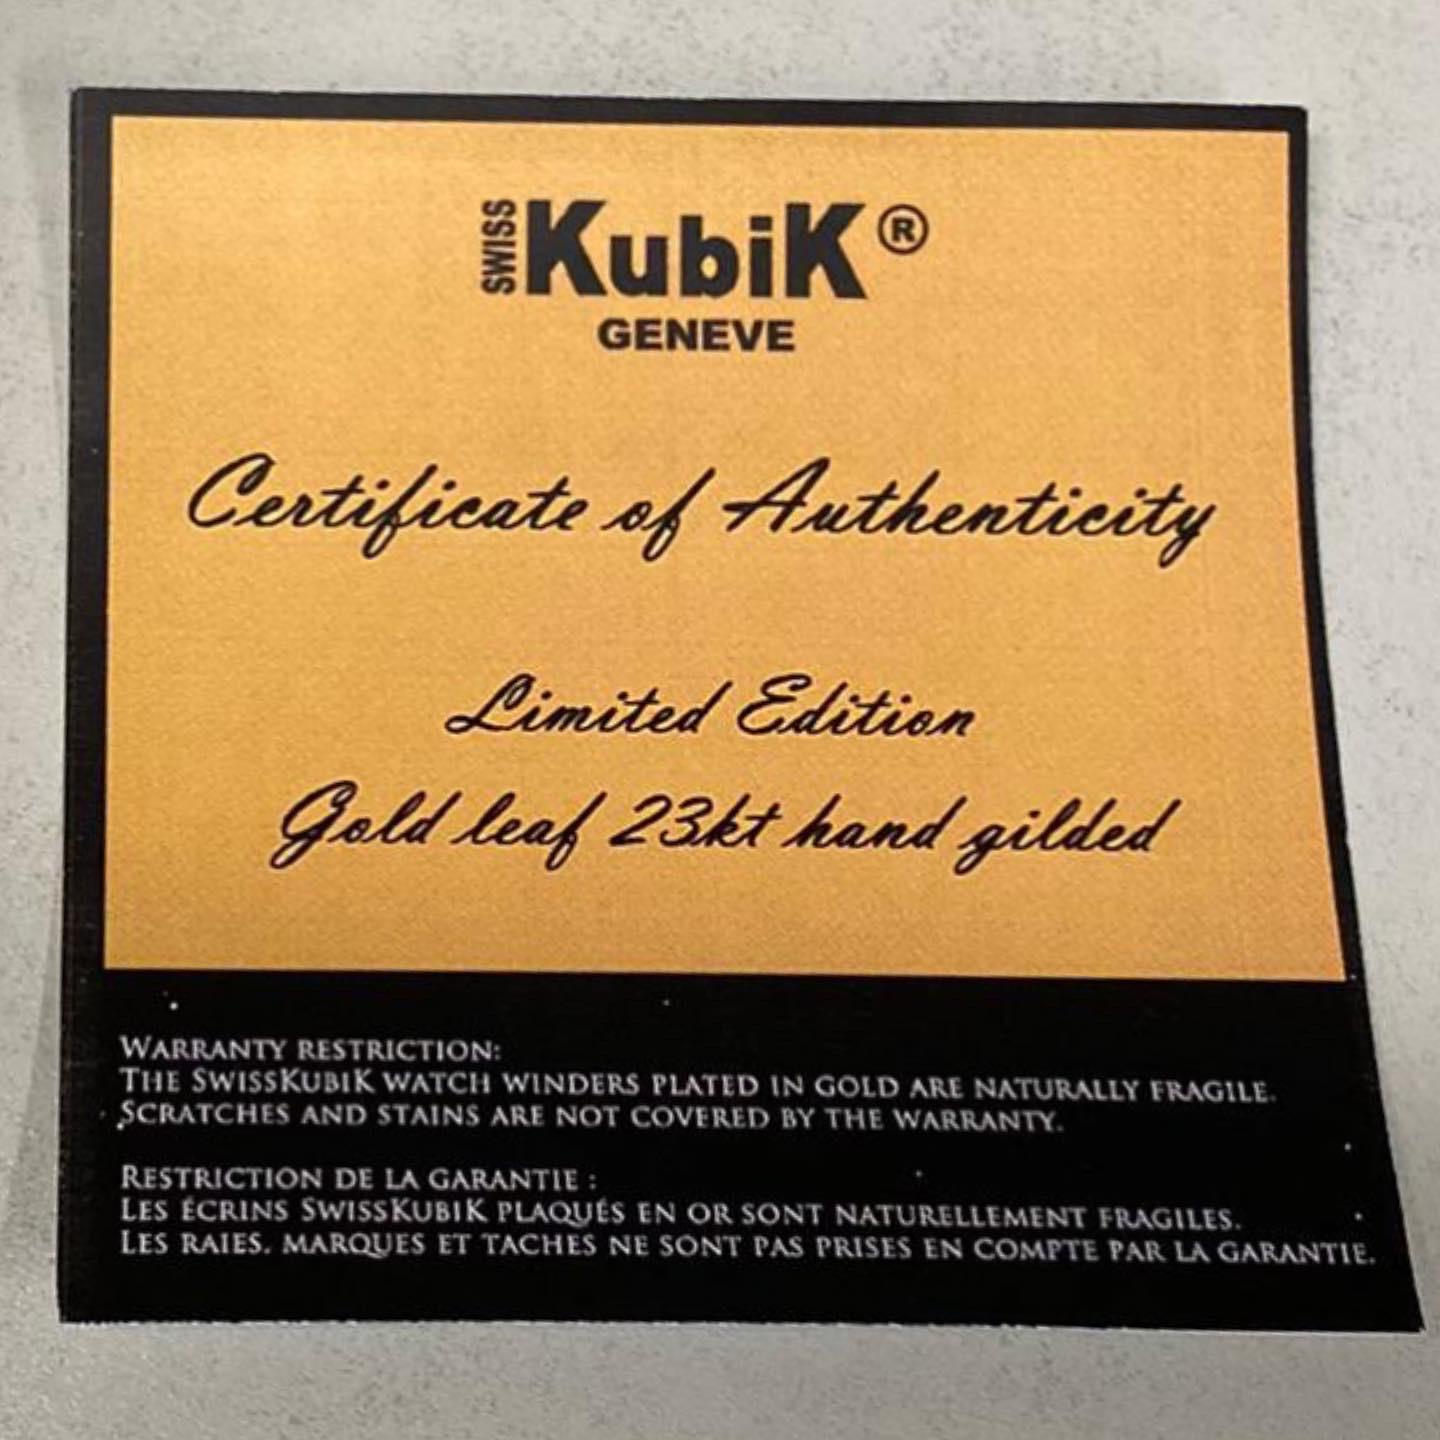 SWISS KubiK®
GENEVE
Certificate of Authenticity
Limited Edition
Gold leaf 23kt hand gilded
WARRANTY RESTRICTION:
THE SWISSKUBIK WATCH WINDERS PLATED IN GOLD ARE NATURALLY FRAGILE.
SCRATCHES AND STAINS ARE NOT COVERED BY THE WARRANTY.
RESTRICTION DE LA GARANTIE :
LES ÉCRINS SWISSKUBIK PLAQUÉS EN OR SONT NATURELLEMENT FRAGILES.
LES RAIES. MARQUES ET TACHES NE SONT PAS PRISES EN COMPTE PAR LA GARANTIE.